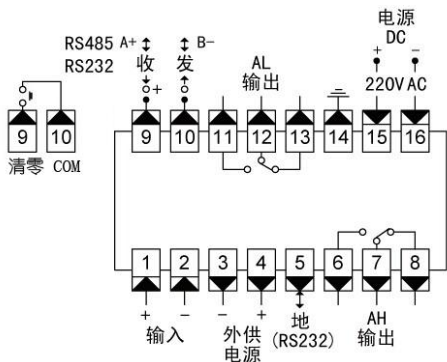 电源
DC
RS485 A+ B-
RS232 收 发
AL
输出
+ -
220V AC
+
9 10
清零 COM
9 10 11 12 13 14 15 16
1 2 3 4 5 6 7 8
+ - - +
输入
外供
电源
地
(RS232)
AH
输出